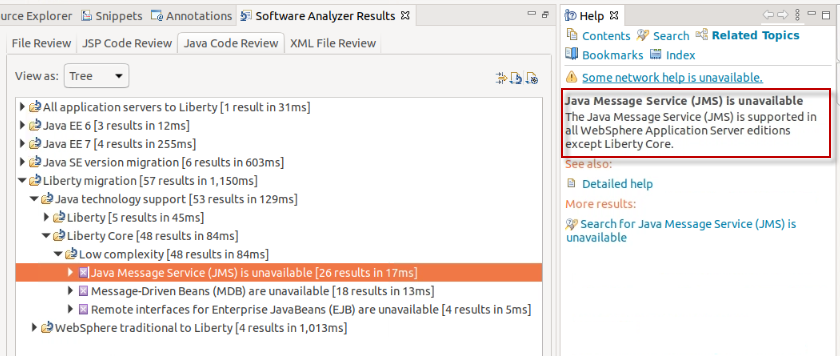 urce Explorer Snippets Annotations Software Analyzer Results
File Review JSP Code Review Java Code Review XML File Review
View as: Tree
All application servers to Liberty [1 result in 31ms]
Java EE 6 [3 results in 12ms]
Java EE 7 [4 results in 255ms]
Java SE version migration [6 results in 603ms]
Liberty migration [57 results in 1,150ms]
Java technology support [53 results in 129ms]
Liberty [5 results in 45ms]
Liberty Core [48 results in 84ms]
Low complexity [48 results in 84ms]
Java Message Service (JMS) is unavailable [26 results in 17ms]
Message-Driven Beans (MDB) are unavailable [18 results in 13ms]
Remote interfaces for Enterprise JavaBeans (EJB) are unavailable [4 results in 5ms]
WebSphere traditional to Liberty [4 results in 1,013ms]
Help
Contents Search Related Topics
Bookmarks Index
Some network help is unavailable.
Java Message Service (JMS) is unavailable
The Java Message Service (JMS) is supported in
all WebSphere Application Server editions
except Liberty Core.
See also:
Detailed help
More results:
Search for Java Message Service (JMS) is
unavailable